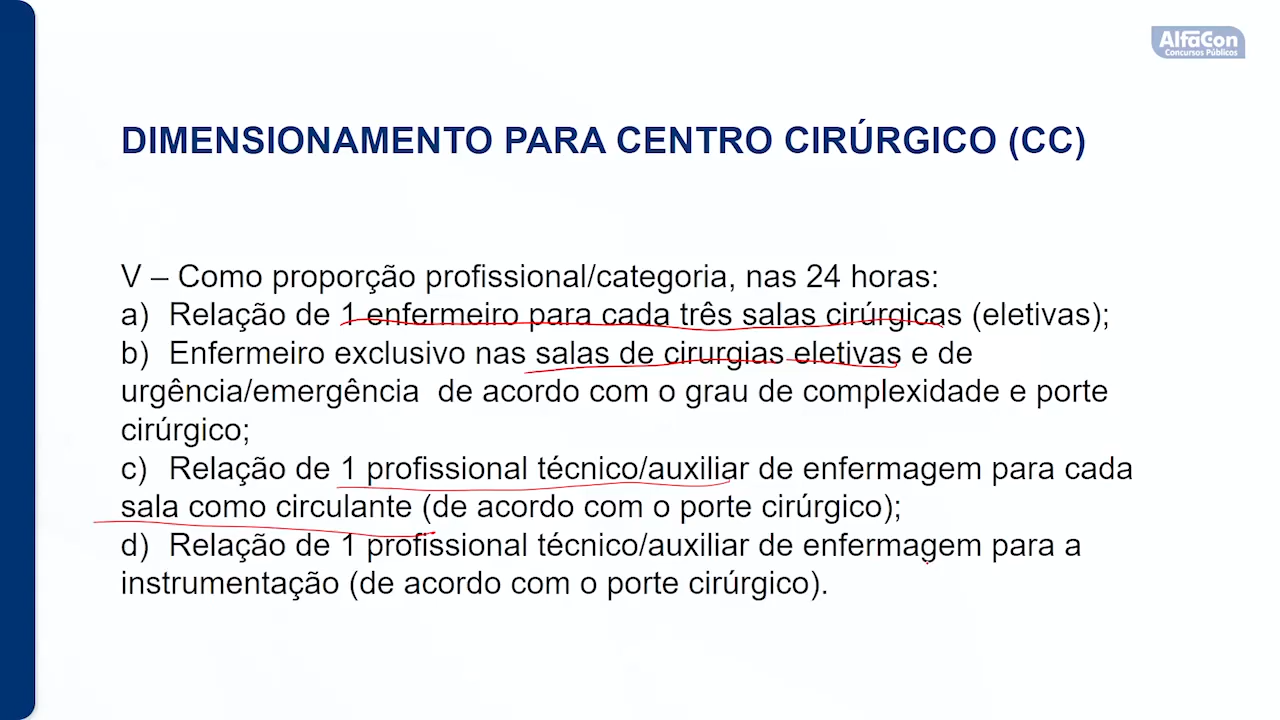 AlfaCon
Concursos Públicos
DIMENSIONAMENTO PARA CENTRO CIRÚRGICO (CC)
V – Como proporção profissional/categoria, nas 24 horas:
a) Relação de 1 enfermeiro para cada três salas cirúrgicas (eletivas);
b) Enfermeiro exclusivo nas salas de cirurgias eletivas e de
urgência/emergência de acordo com o grau de complexidade e porte
cirúrgico;
c) Relação de 1 profissional técnico/auxiliar de enfermagem para cada
sala como circulante (de acordo com o porte cirúrgico);
d) Relação de 1 profissional técnico/auxiliar de enfermagem para a
instrumentação (de acordo com o porte cirúrgico).